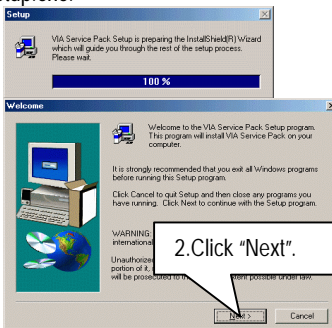 Setup
VIA Service Pack Setup is preparing the InstallShield(R) Wizard
which will guide you through the rest of the setup process.
Please wait.
100 %
Welcome
Welcome to the VIA Service Pack Setup program.
This program will install VIA Service Pack on your
computer.
It is strongly recommended that you exit all Windows programs
before running this Setup program.
Click Cancel to quit Setup and then close any programs you
have running. Click Next to continue with the Setup program.
WARNING:
international
Unauthorized
portion of it,
will be prosecuted to the possible under law.
2.Click “Next”.
Next >
Cancel